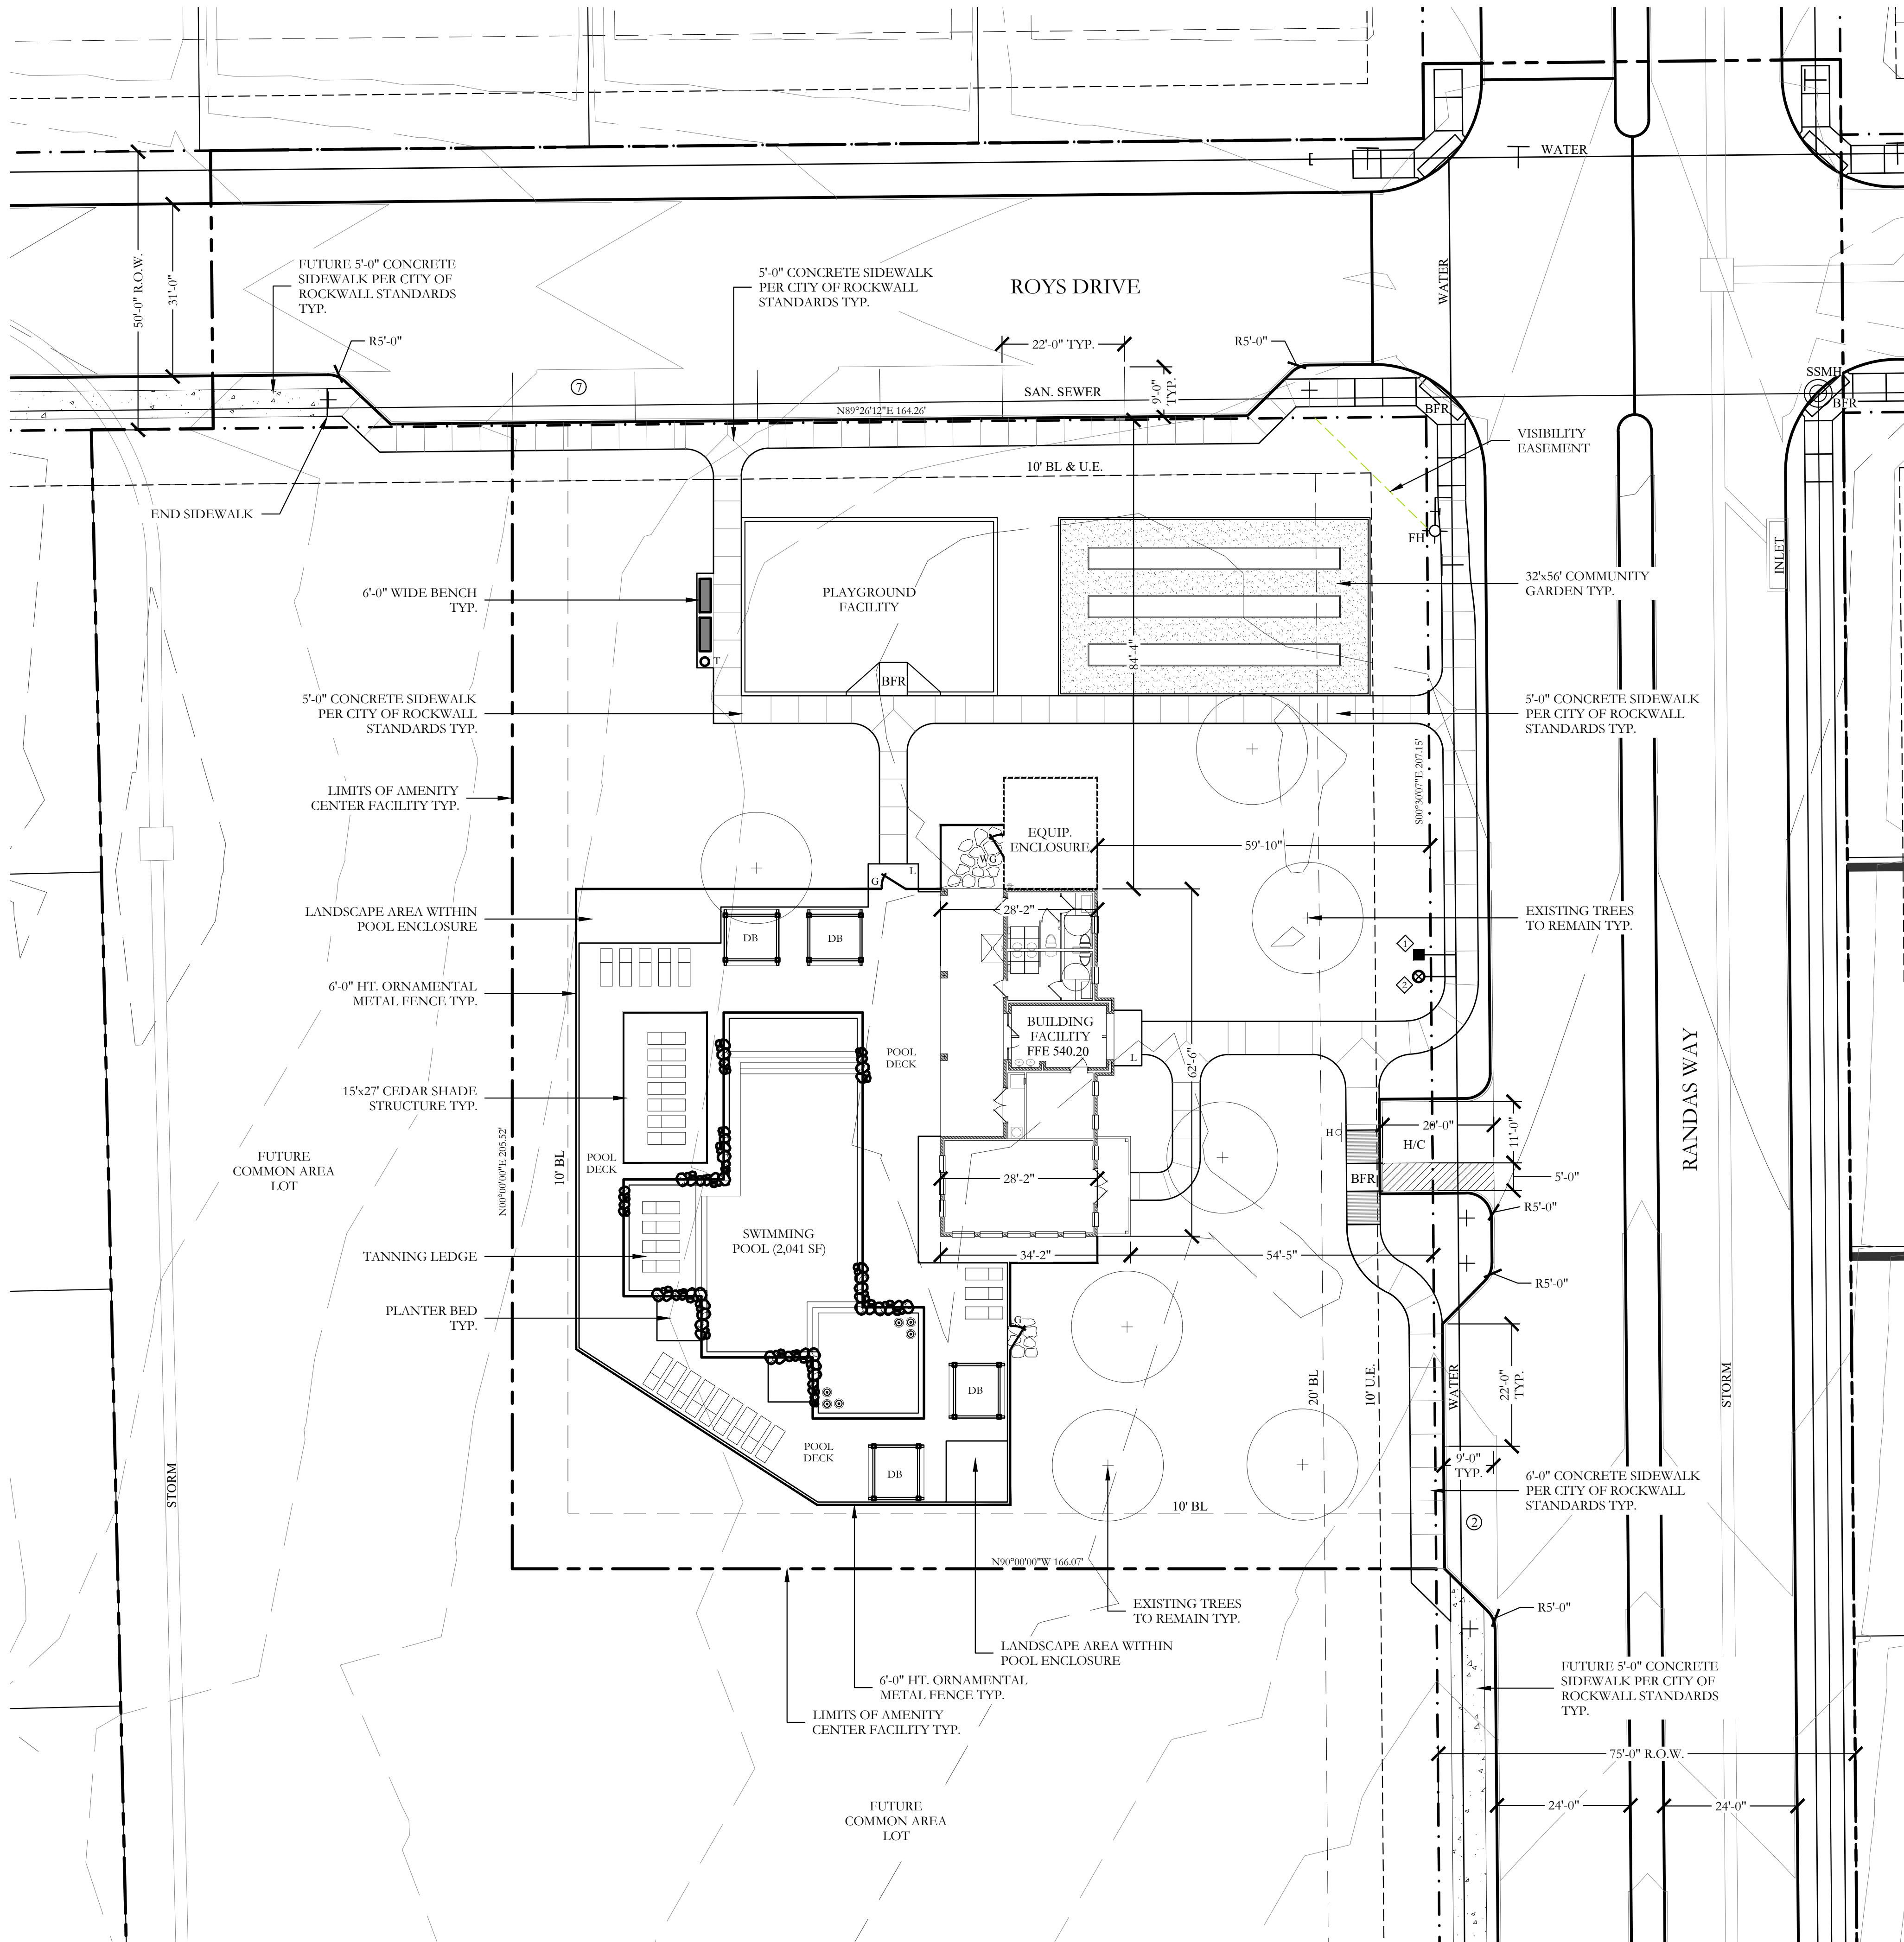 WATER
50'-0" R.O.W.
31'-0"
FUTURE 5'-0" CONCRETE
SIDEWALK PER CITY OF
ROCKWALL STANDARDS
TYP.
5'-0" CONCRETE SIDEWALK
PER CITY OF ROCKWALL
STANDARDS TYP.
ROYS DRIVE
WATER
R5'-0"
22'-0" TYP.
R5'-0"
7
9'-0"
TYP.
SAN. SEWER
N89°26'12"E 164.26'
SSMH
BFR
BFR
VISIBILITY
EASEMENT
10' BL & U.E.
END SIDEWALK
FH
INLET
6'-0" WIDE BENCH
TYP.
T
PLAYGROUND
FACILITY
32'x56' COMMUNITY
GARDEN TYP.
84'-4"
BFR
5'-0" CONCRETE SIDEWALK
PER CITY OF ROCKWALL
STANDARDS TYP.
5'-0" CONCRETE SIDEWALK
PER CITY OF ROCKWALL
STANDARDS TYP.
S00°30'07"E 207.15'
LIMITS OF AMENITY
CENTER FACILITY TYP.
EQUIP.
ENCLOSURE
WG
59'-10"
G
L
LANDSCAPE AREA WITHIN
POOL ENCLOSURE
28'-2"
EXISTING TREES
TO REMAIN TYP.
DB
DB
1
2
6'-0" HT. ORNAMENTAL
METAL FENCE TYP.
BUILDING
FACILITY
FFE 540.20
POOL
DECK
L
62'-6"
RANDAS WAY
15'x27' CEDAR SHADE
STRUCTURE TYP.
20'-0"
11'-0"
H
H/C
N00°00'00"E 205.52'
10' BL
POOL
DECK
FUTURE
COMMON AREA
LOT
28'-2"
BFR
5'-0"
R5'-0"
SWIMMING
POOL (2,041 SF)
TANNING LEDGE
34'-2"
54'-5"
R5'-0"
PLANTER BED
TYP.
G
20' BL
10' U.E.
WATER
22'-0"
TYP.
STORM
DB
POOL
DECK
DB
9'-0"
TYP.
STORM
6'-0" CONCRETE SIDEWALK
PER CITY OF ROCKWALL
STANDARDS TYP.
10' BL
2
N90°00'00"W 166.07'
EXISTING TREES
TO REMAIN TYP.
R5'-0"
LANDSCAPE AREA WITHIN
POOL ENCLOSURE
6'-0" HT. ORNAMENTAL
METAL FENCE TYP.
FUTURE 5'-0" CONCRETE
SIDEWALK PER CITY OF
ROCKWALL STANDARDS
TYP.
LIMITS OF AMENITY
CENTER FACILITY TYP.
75'-0" R.O.W.
FUTURE
COMMON AREA
LOT
24'-0"
24'-0"